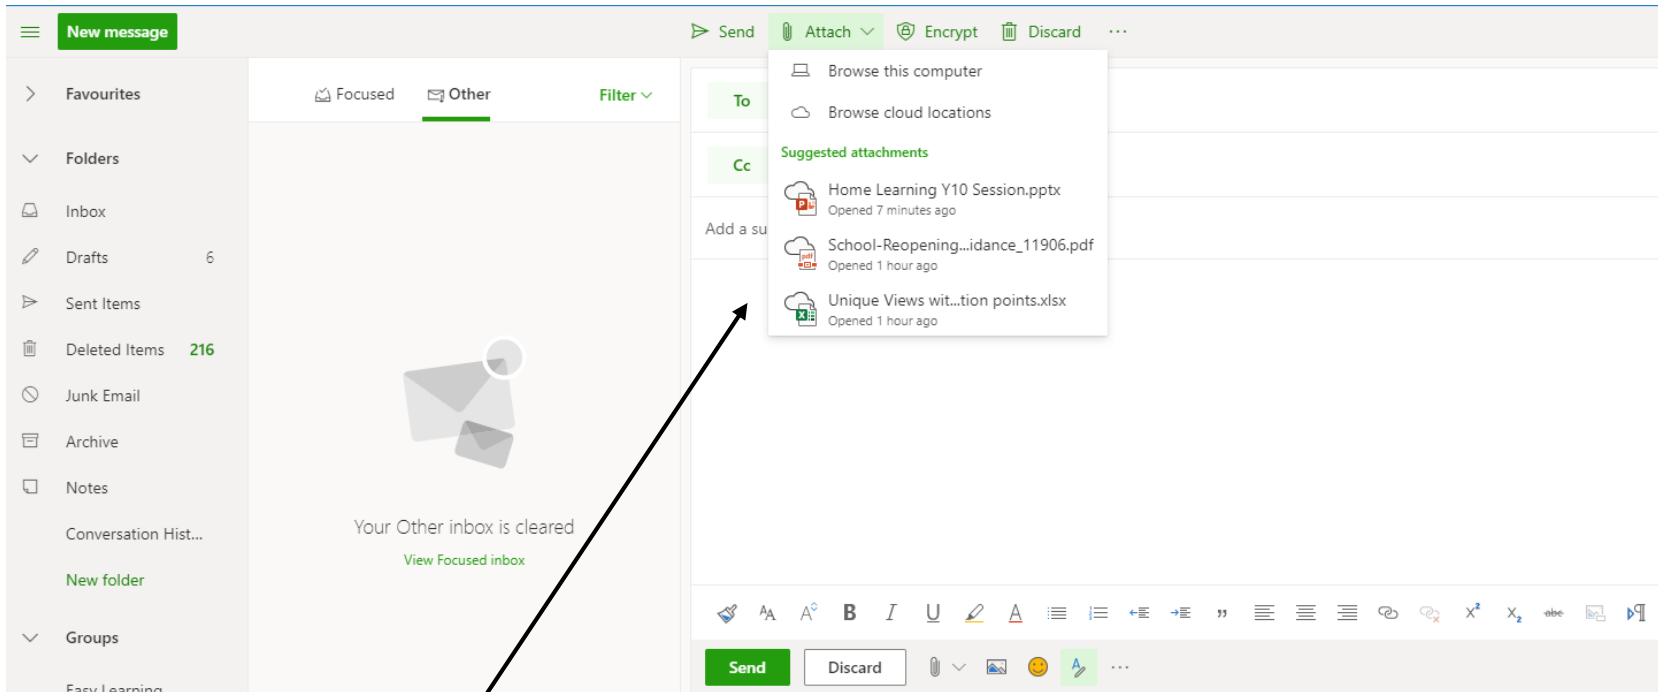 New message
Send Attach Encrypt Discard ...
Favourites
Folders
Inbox
Drafts 6
Sent Items
Deleted Items 216
Junk Email
Archive
Notes
Conversation Hist...
New folder
Groups
Easy Learning
Focused Other Filter
Your Other inbox is cleared
View Focused inbox
To
Cc
Add a su
Browse this computer
Browse cloud locations
Suggested attachments
Home Learning Y10 Session.pptx
Opened 7 minutes ago
School-Reopening...idance_11906.pdf
Opened 1 hour ago
Unique Views wit...tion points.xlsx
Opened 1 hour ago
Send Discard